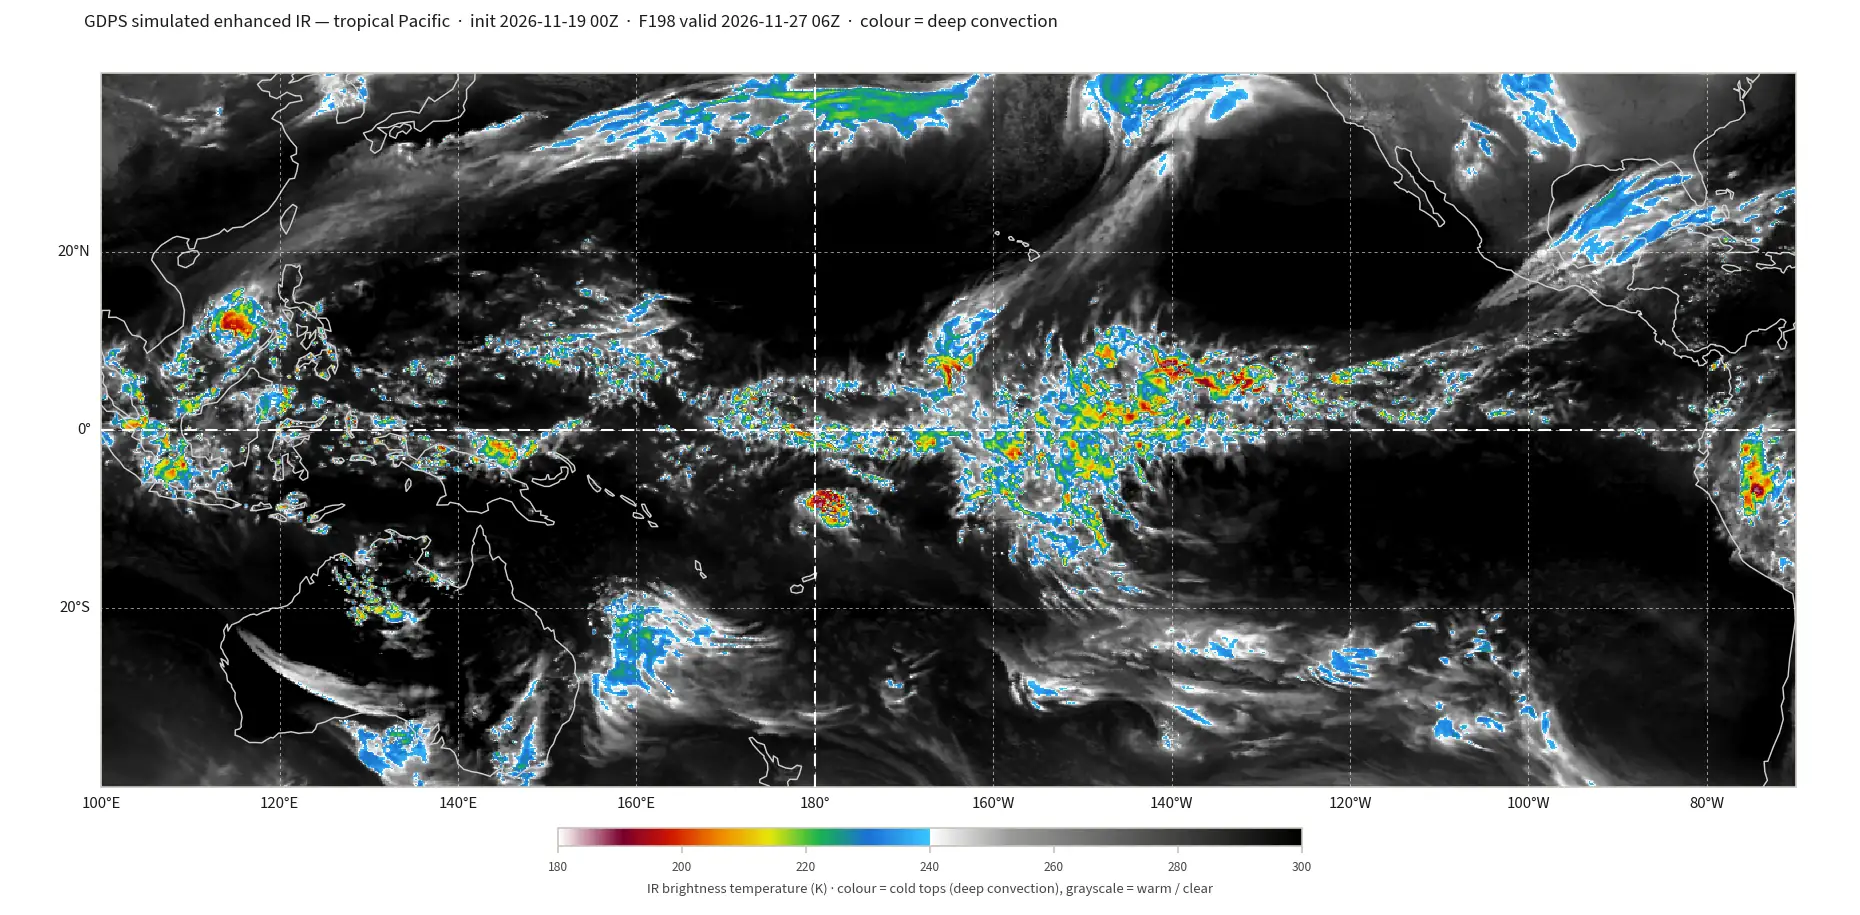 GDPS simulated enhanced IR — tropical Pacific · init 2026-11-19 00Z · F198 valid 2026-11-27 06Z · colour = deep convection
20°N
0°
20°S
100°E 120°E 140°E 160°E 180° 160°W 140°W 120°W 100°W 80°W
180 200 220 240 260 280 300
IR brightness temperature (K) · colour = cold tops (deep convection), grayscale = warm / clear